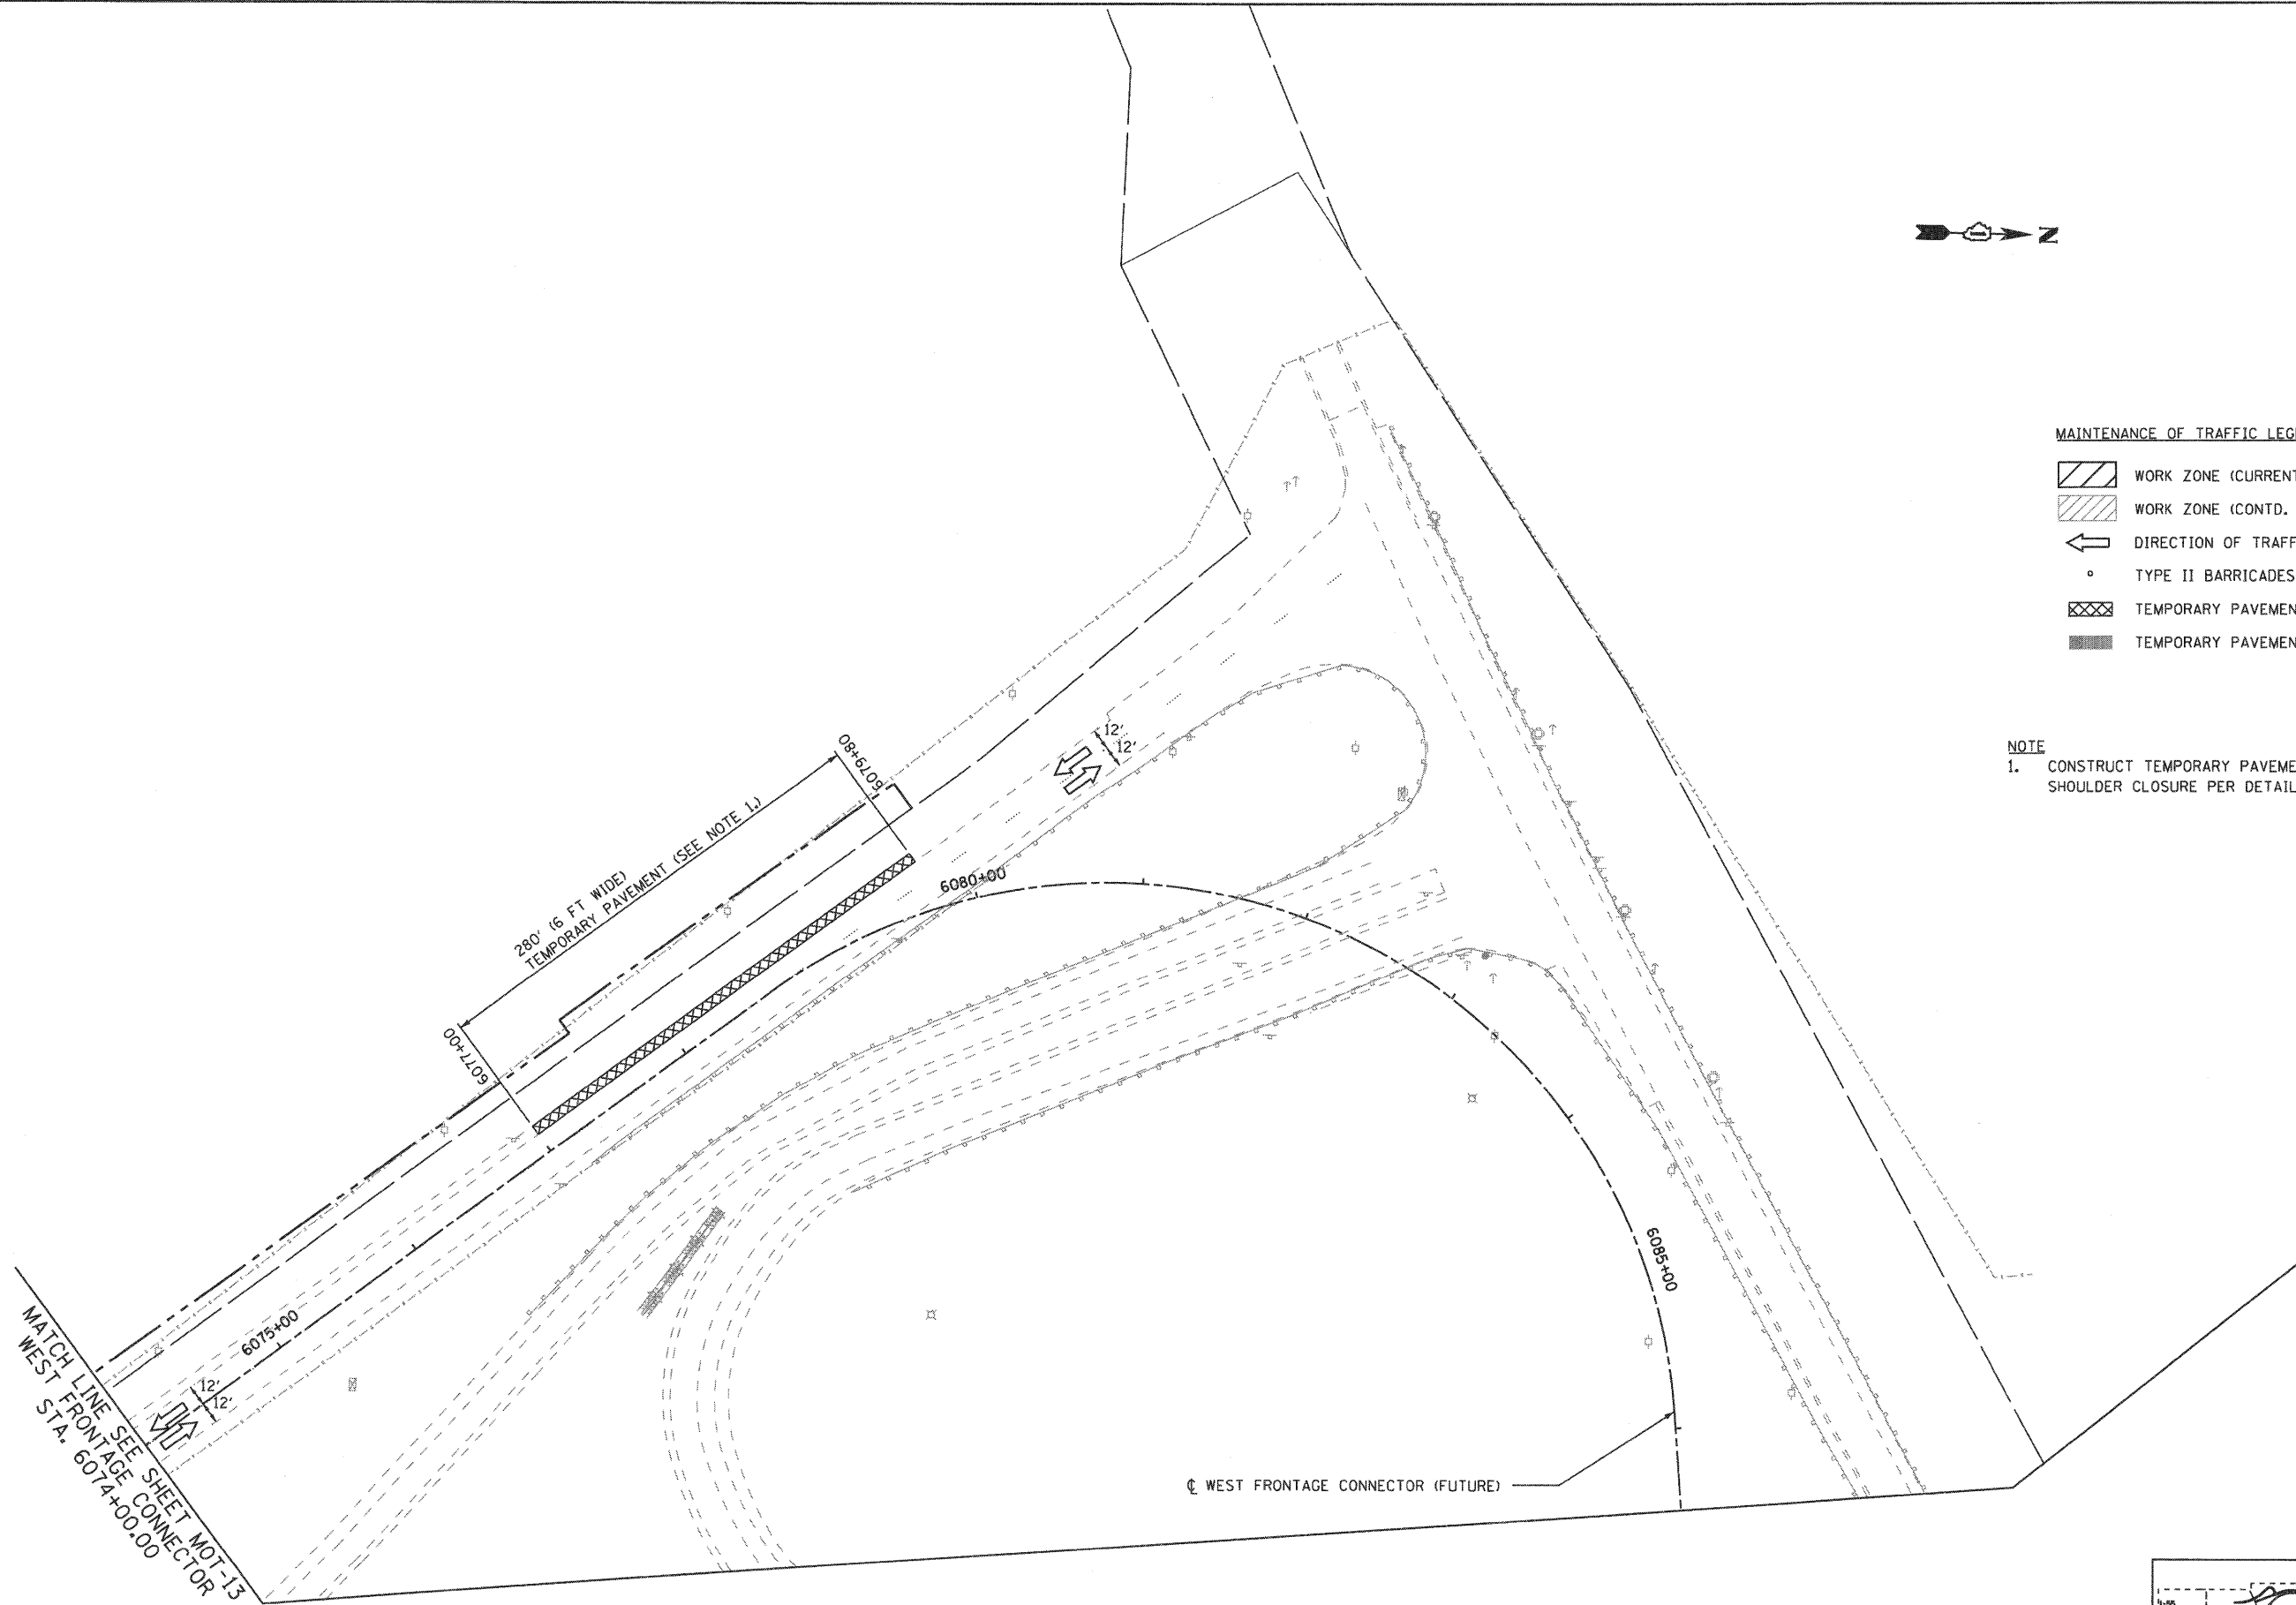 N
MAINTENANCE OF TRAFFIC LEG
WORK ZONE (CURRENT
WORK ZONE (CONTD.
DIRECTION OF TRAFF
TYPE II BARRICADES
TEMPORARY PAVEMEN
TEMPORARY PAVEMEN
NOTE
1. CONSTRUCT TEMPORARY PAVEME
SHOULDER CLOSURE PER DETAIL
12'
12'
6079+80
280' (6 FT WIDE)
TEMPORARY PAVEMENT (SEE NOTE 1.)
6077+00
6080+00
6085+00
6075+00
12'
12'
MATCH LINE SEE SHEET MOT-13
WEST FRONTAGE CONNECTOR
STA. 6074+00.00
℄ WEST FRONTAGE CONNECTOR (FUTURE)